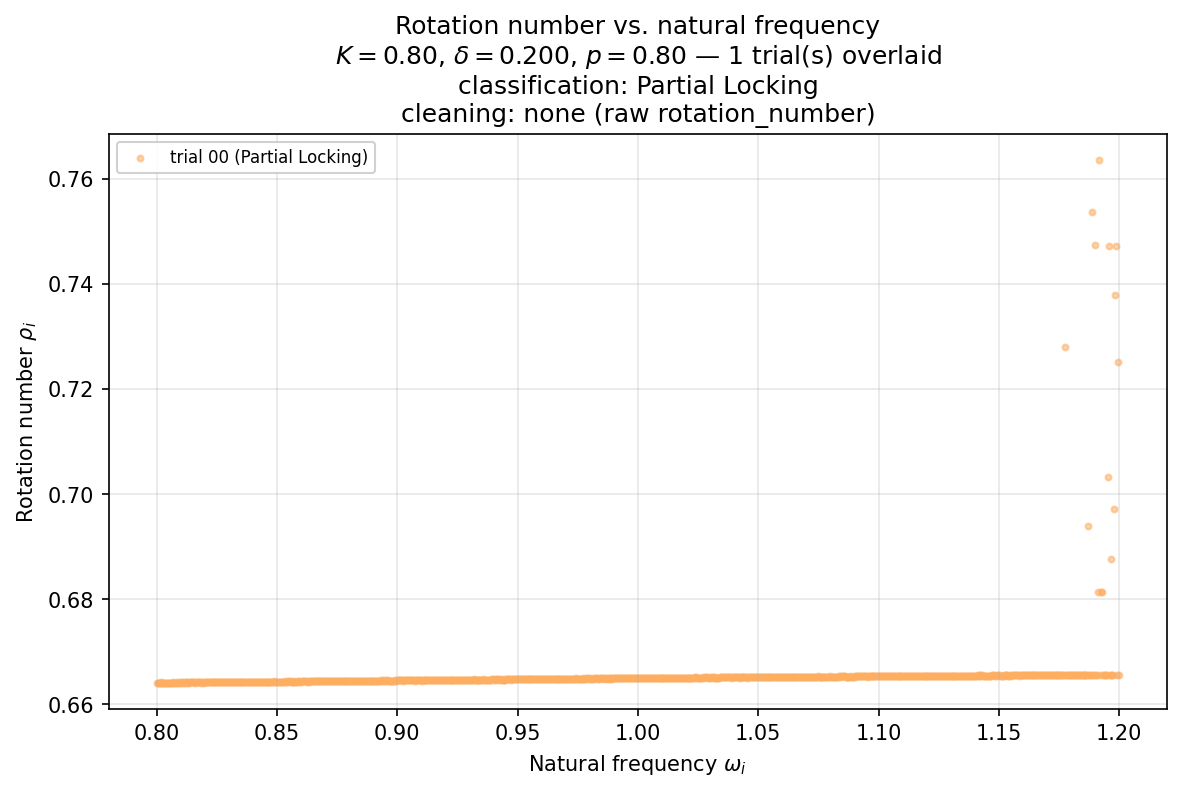 Rotation number vs. natural frequency
K = 0.80, δ = 0.200, p = 0.80 — 1 trial(s) overlaid
classification: Partial Locking
cleaning: none (raw rotation_number)
trial 00 (Partial Locking)
0.76
0.74
0.72
0.70
0.68
0.66
Rotation number ρᵢ
0.80 0.85 0.90 0.95 1.00 1.05 1.10 1.15 1.20
Natural frequency ωᵢ